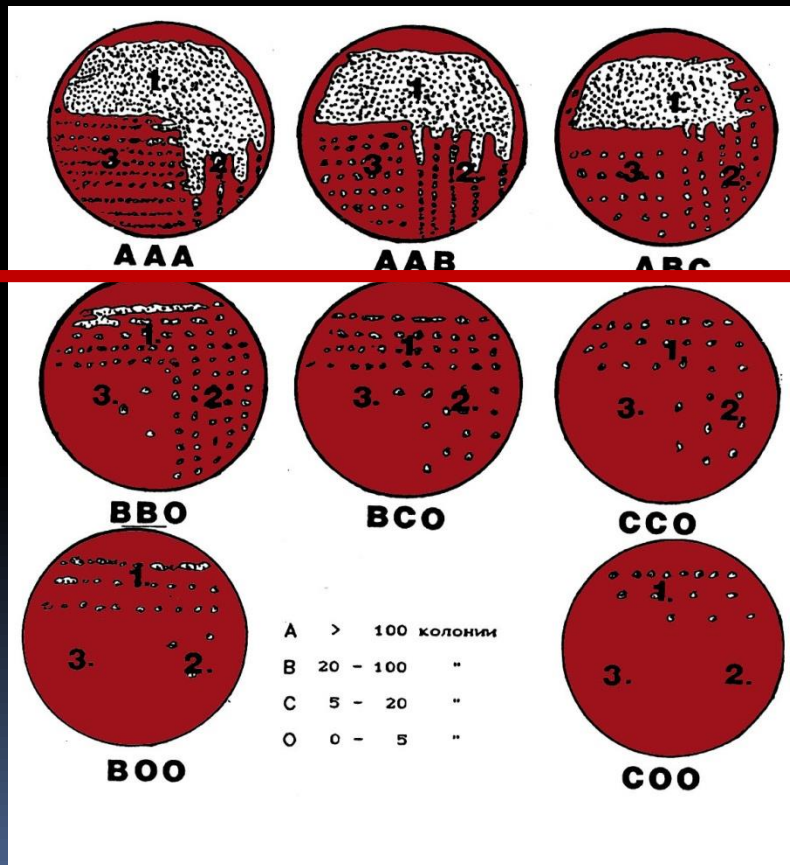 1. 3 2
1. 3 2.
1. 3. 2.
AAA AAB ABC
1. 3. 2.
1. 3. 2.
1. 3. 2.
BBO BCO CCO
1. 3. 2.
1. 3. 2.
A > 100 колонии
B 20 - 100 "
C 5 - 20 "
O 0 - 5 "
BOO COO